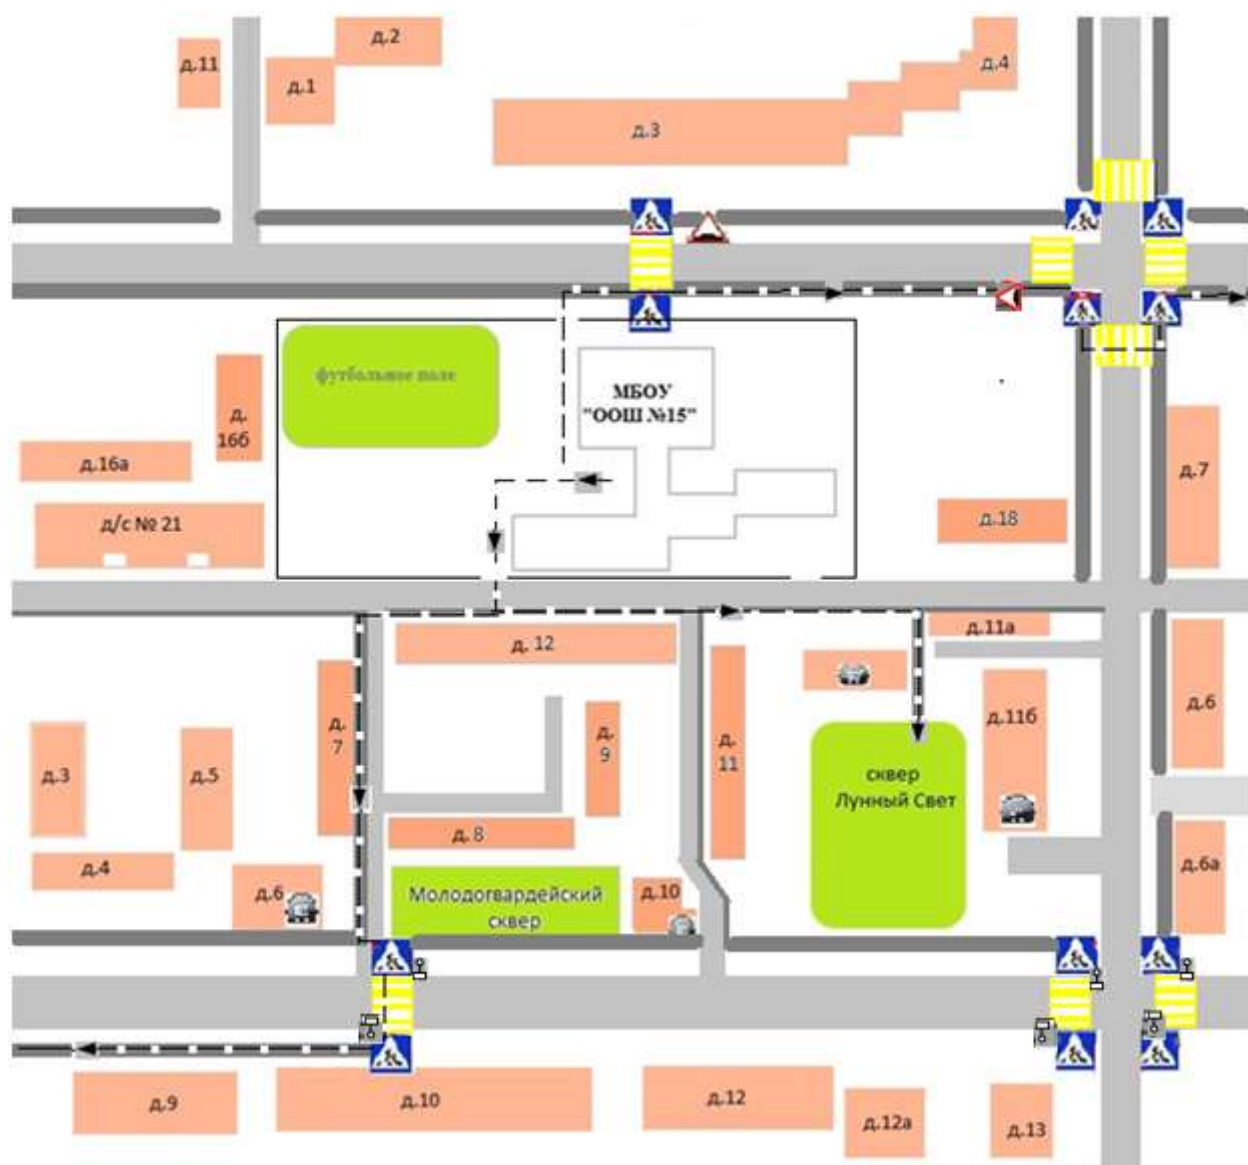 д.11
д.1
д.2
д.3
д.4
футбольное поле
МБОУ
"ООШ №15"
д.
16б
д.16а
д/с № 21
д.18
д.7
д. 12
д.11а
д.
7
д.
9
д.
11
д.11б
д.6
д.3
д.5
сквер
Лунный Свет
д. 8
д.4
д.6
Молодогвардейский
сквер
д.10
д.6а
д.9
д.10
д.12
д.12а
д.13